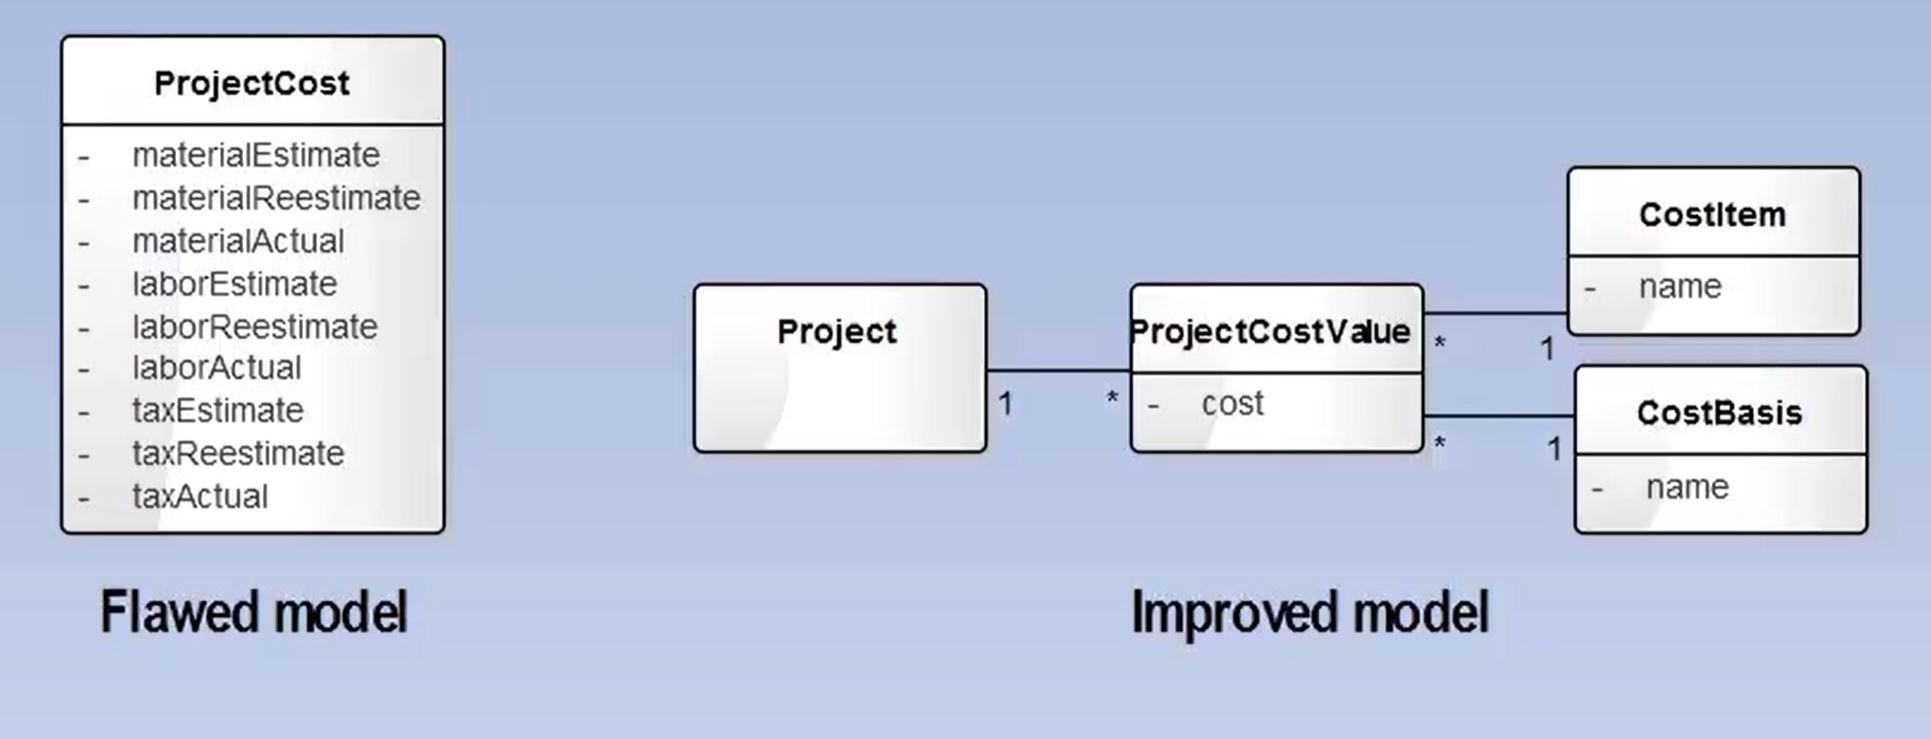 ProjectCost
- materialEstimate
- materialReestimate
- materialActual
- laborEstimate
- laborReestimate
- laborActual
- taxEstimate
- taxReestimate
- taxActual
Flawed model
Project
1 *
ProjectCostValue
- cost
* 1
* 1
CostItem
- name
CostBasis
- name
Improved model